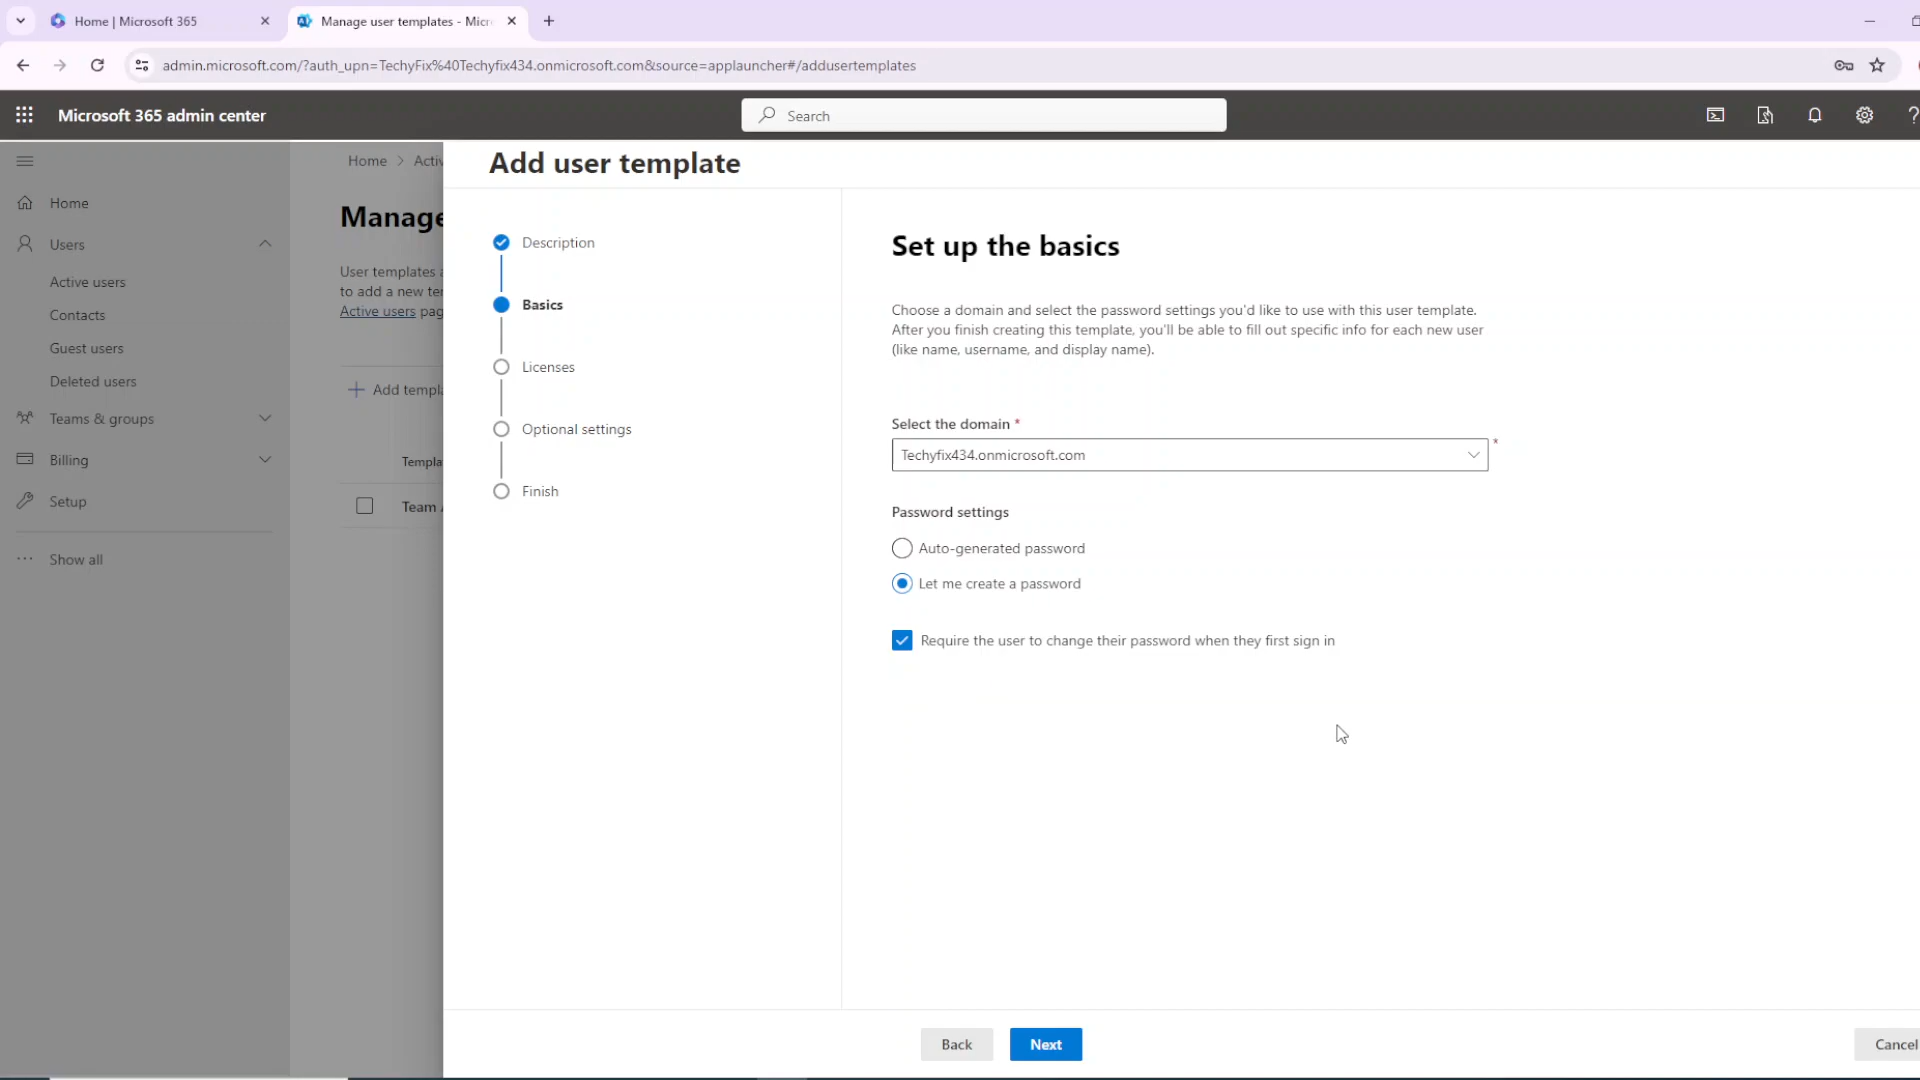 Home | Microsoft 365
Manage user templates - Micr
admin.microsoft.com/?auth_upn=TechyFix%40Techyfix434.onmicrosoft.com&source=applauncher#/addusertemplates
Microsoft 365 admin center
Search
Home
Users
Active users
Contacts
Guest users
Deleted users
Teams & groups
Billing
Setup
Show all
Home > Activ
Manage
User templates a
to add a new ter
Active users pag
Add templa
Templa
Team
Add user template
Description
Basics
Licenses
Optional settings
Finish
Set up the basics
Choose a domain and select the password settings you'd like to use with this user template.
After you finish creating this template, you'll be able to fill out specific info for each new user
(like name, username, and display name).
Select the domain *
Techyfix434.onmicrosoft.com
*
Password settings
Auto-generated password
Let me create a password
Require the user to change their password when they first sign in
Back
Next
Cancel